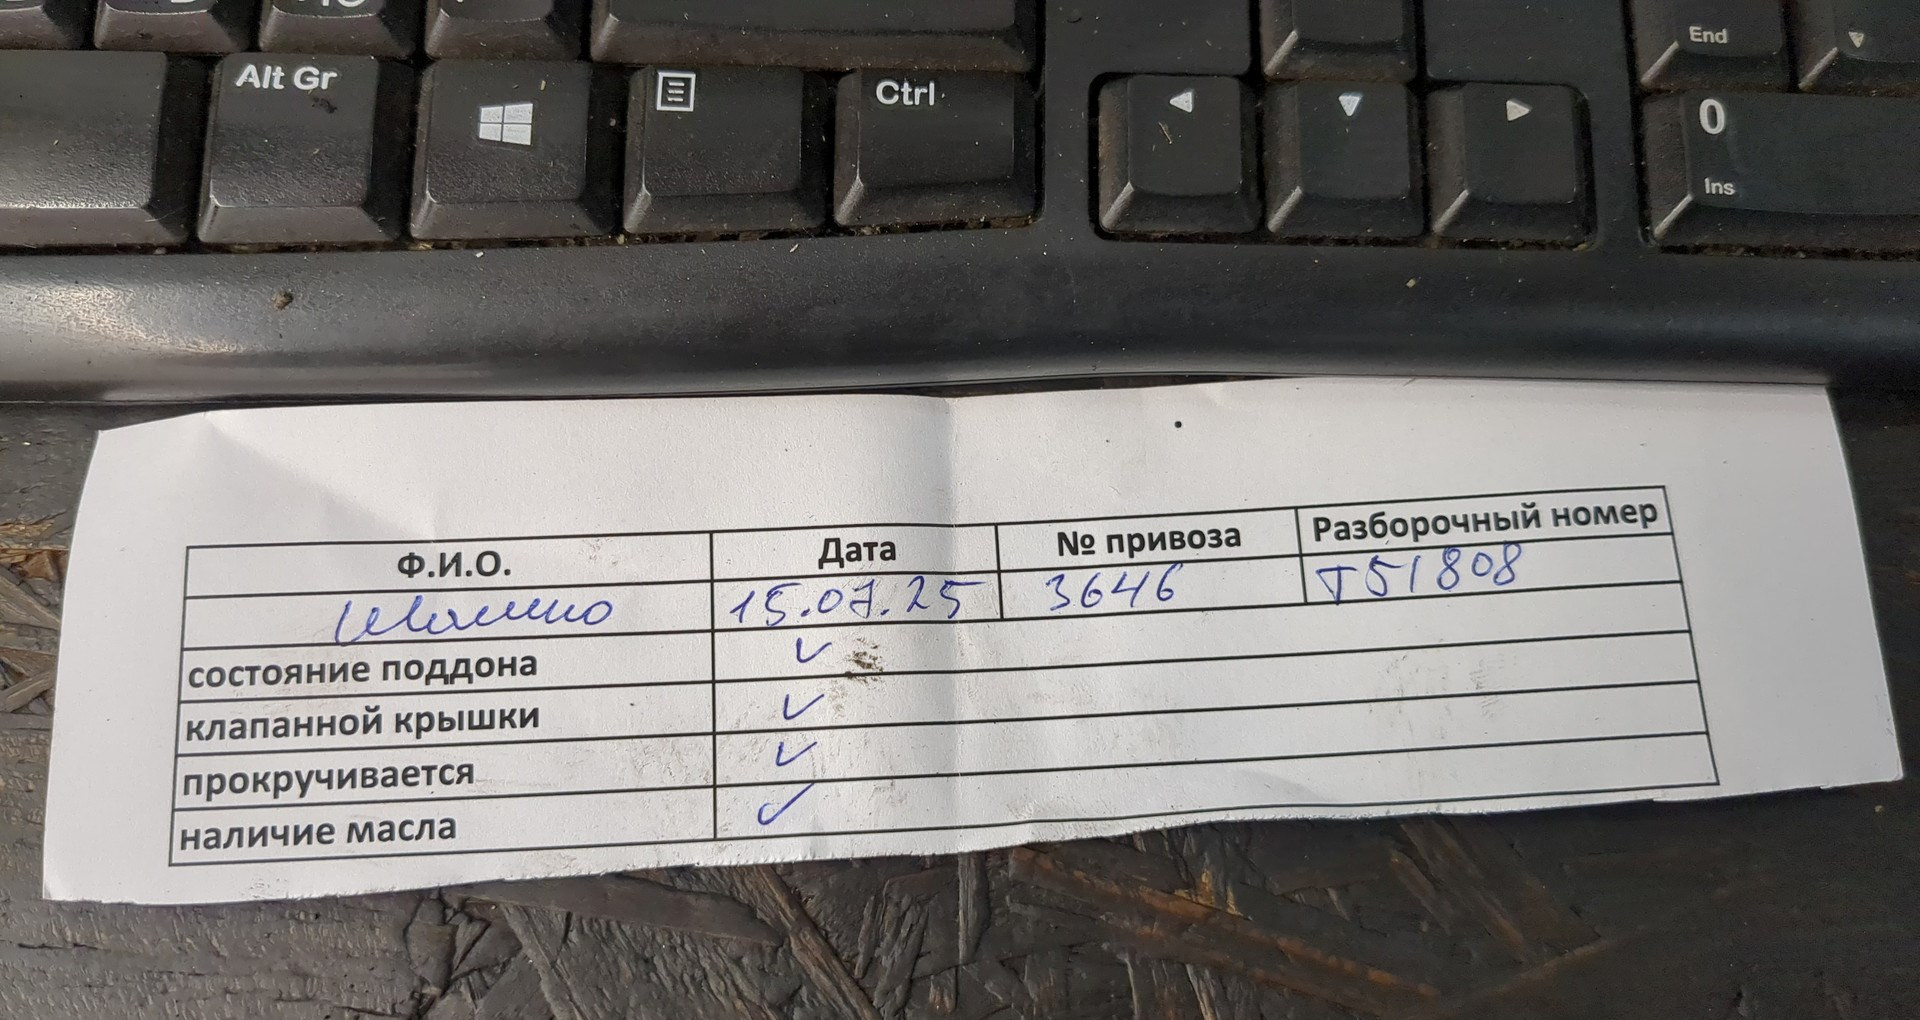 Alt Gr
Ctrl
End
0
Ins
Ф.И.О. Дата № привоза Разборочный номер
15.07.25 3646 Т51808
состояние поддона ✓
клапанной крышки ✓
прокручивается ✓
наличие масла ✓